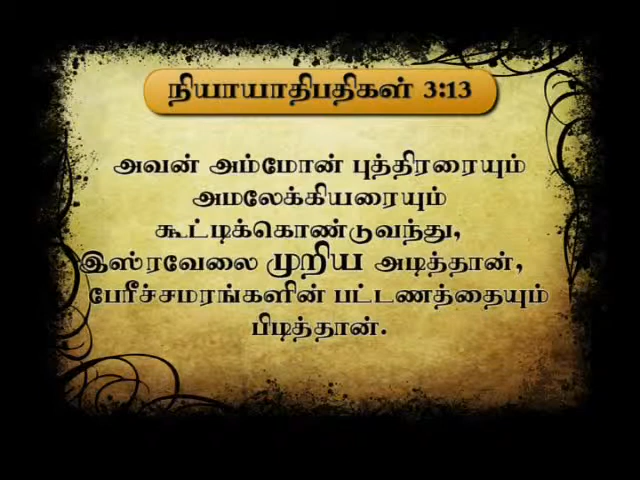 நியாயாதிபதிகள் 3:13
அவன் அம்மோன் புத்திரரையும்
அமலேக்கியரையும்
கூட்டிக்கொண்டுவந்து,
இஸ்ரவேலை முறிய அடித்தான்,
பேரீச்சமரங்களின் பட்டணத்தையும்
பிடித்தான்.